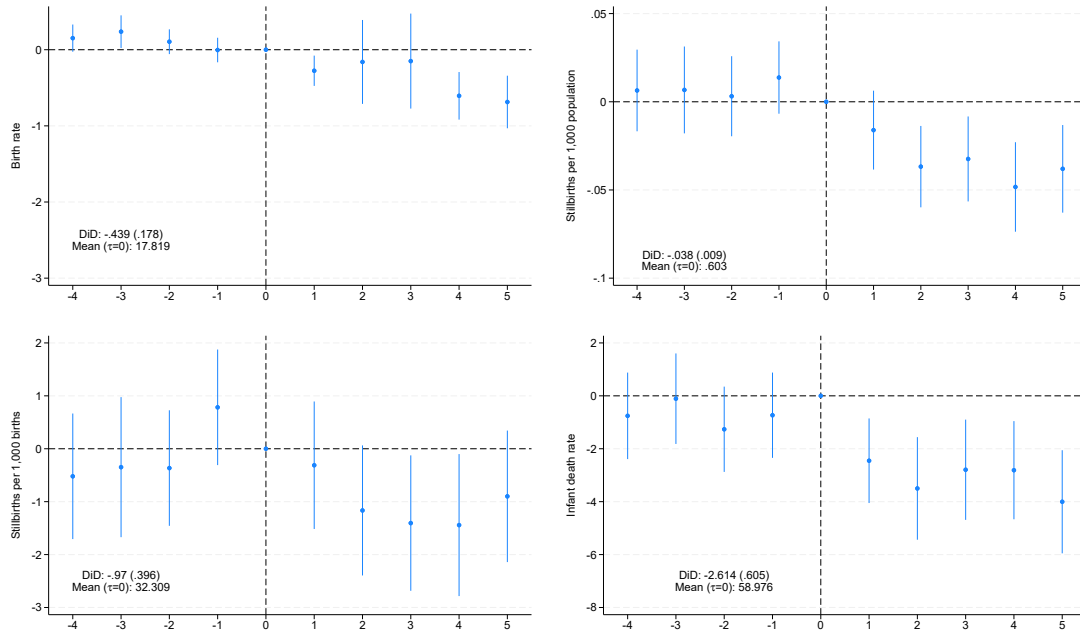 Birth rate
0
-1
-2
-3
DiD: -.439 (.178)
Mean (τ=0): 17.819
-4 -3 -2 -1 0 1 2 3 4 5
Stillbirths per 1,000 population
.05
0
-.05
-.1
DiD: -.038 (.009)
Mean (τ=0): .603
-4 -3 -2 -1 0 1 2 3 4 5
Stillbirths per 1,000 births
2
1
0
-1
-2
-3
DiD: -.97 (.396)
Mean (τ=0): 32.309
-4 -3 -2 -1 0 1 2 3 4 5
Infant death rate
2
0
-2
-4
-6
-8
DiD: -2.614 (.605)
Mean (τ=0): 58.976
-4 -3 -2 -1 0 1 2 3 4 5